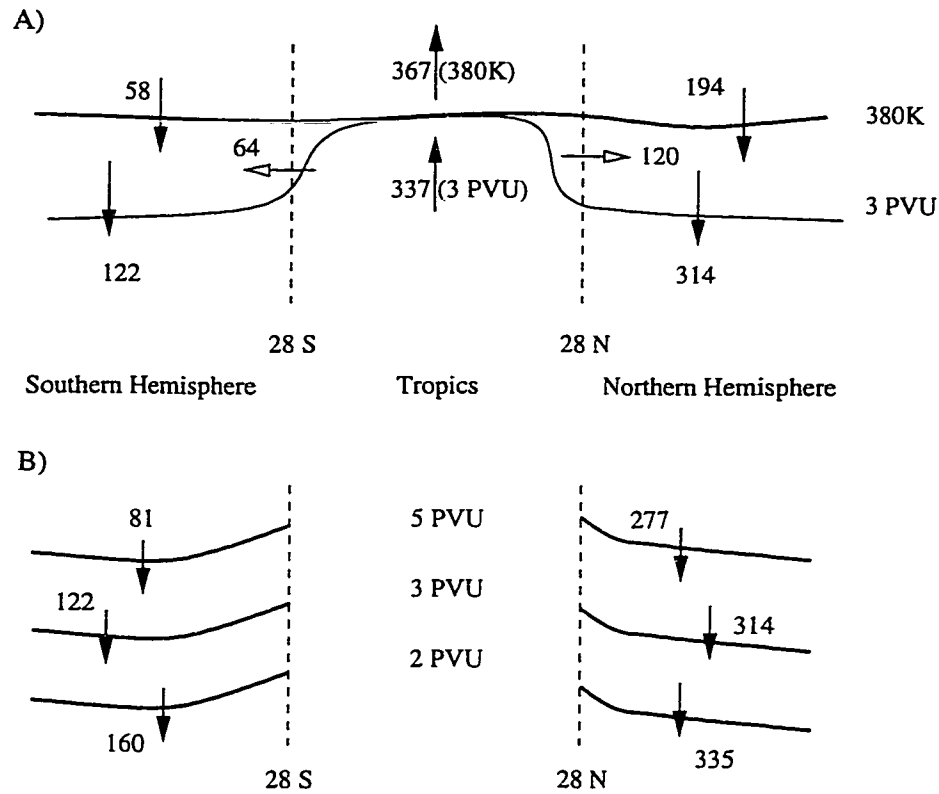 A)
367 (380K)
58
194
380K
64
120
337 (3 PVU)
3 PVU
122
314
28 S
28 N
Southern Hemisphere
Tropics
Northern Hemisphere
B)
81
5 PVU
277
3 PVU
122
314
2 PVU
160
335
28 S
28 N